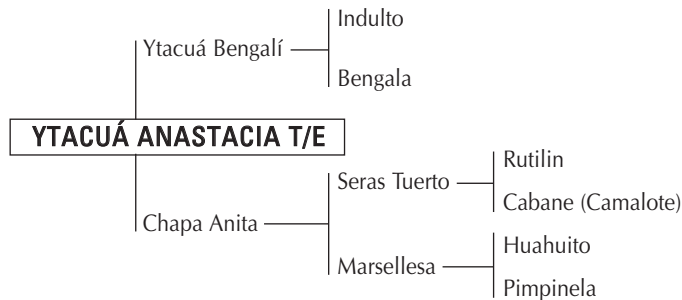 Indulto
Ytacuá Bengalí
Bengala
YTACUÁ ANASTACIA T/E
Rutilin
Seras Tuerto
Cabane (Camalote)
Chapa Anita
Huahuito
Marsellesa
Pimpinela